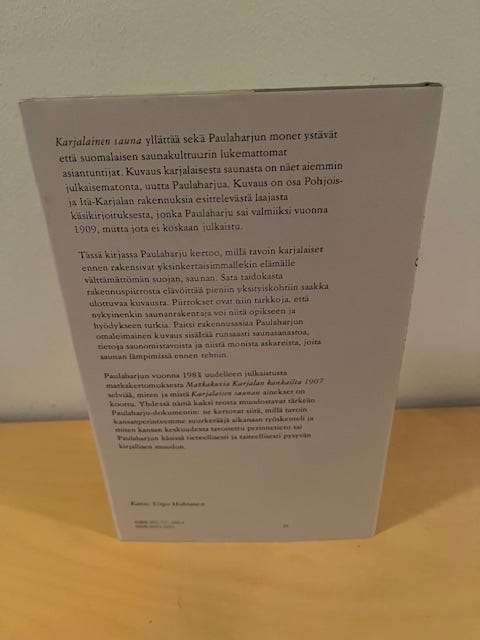 Karjalainen sauna yllättää sekä Paulaharjun monet ystävät
että suomalaisen saunakulttuurin lukemattomat
asiantuntijat. Kuvaus karjalaisesta saunasta on näet aiemmin
julkaisematonta, uutta Paulaharjua. Kuvaus on osa Pohjois-
ja Itä-Karjalan rakennuksia esittelevästä laajasta
käsikirjoituksesta, jonka Paulaharju sai valmiiksi vuonna
1909, mutta jota ei koskaan julkaistu.
Tässä kirjassa Paulaharju kertoo, millä tavoin karjalaiset
ennen rakensivat yksinkertaisimmallekin elämälle
välttämättömän suojan, saunan. Sata taidokasta
rakennuspiirrosta elävöittää pieniin yksityiskohtiin saakka
ulottuvaa kuvausta. Piirrokset ovat niin tarkkoja, että
nykyinenkin saunanrakentaja voi niitä opikseen ja
hyödykseen tutkia. Paitsi rakennusasiaa Paulaharjun
omaleimainen kuvaus sisältää runsaasti saunasanastoa,
tietoja saunomistavoista ja niistä monista askareista, joita
saunan lämpimissä ennen tehtiin.
Paulaharjun vuonna uudelleen julkaistusta
matkakertomuksesta Matkakuvia Karjalan kankailta 1907
selviää, miten ja mistä Karjalaisen saunan ainekset on
koottu. Yhdessä nämä kaksi teosta muodostavat tärkeän
Paulaharju-dokumentin: ne kertovat siitä, millä tavoin
kansanperinteemme suurkerääjä aikanaan työskenteli ja
miten kansan keskuudesta tavoitettu perinnetieto sai
Paulaharjun käsissä tieteellisesti ja taiteellisesti pysyvän
kirjallisen muodon.
Kansi: Urpo Huhtanen